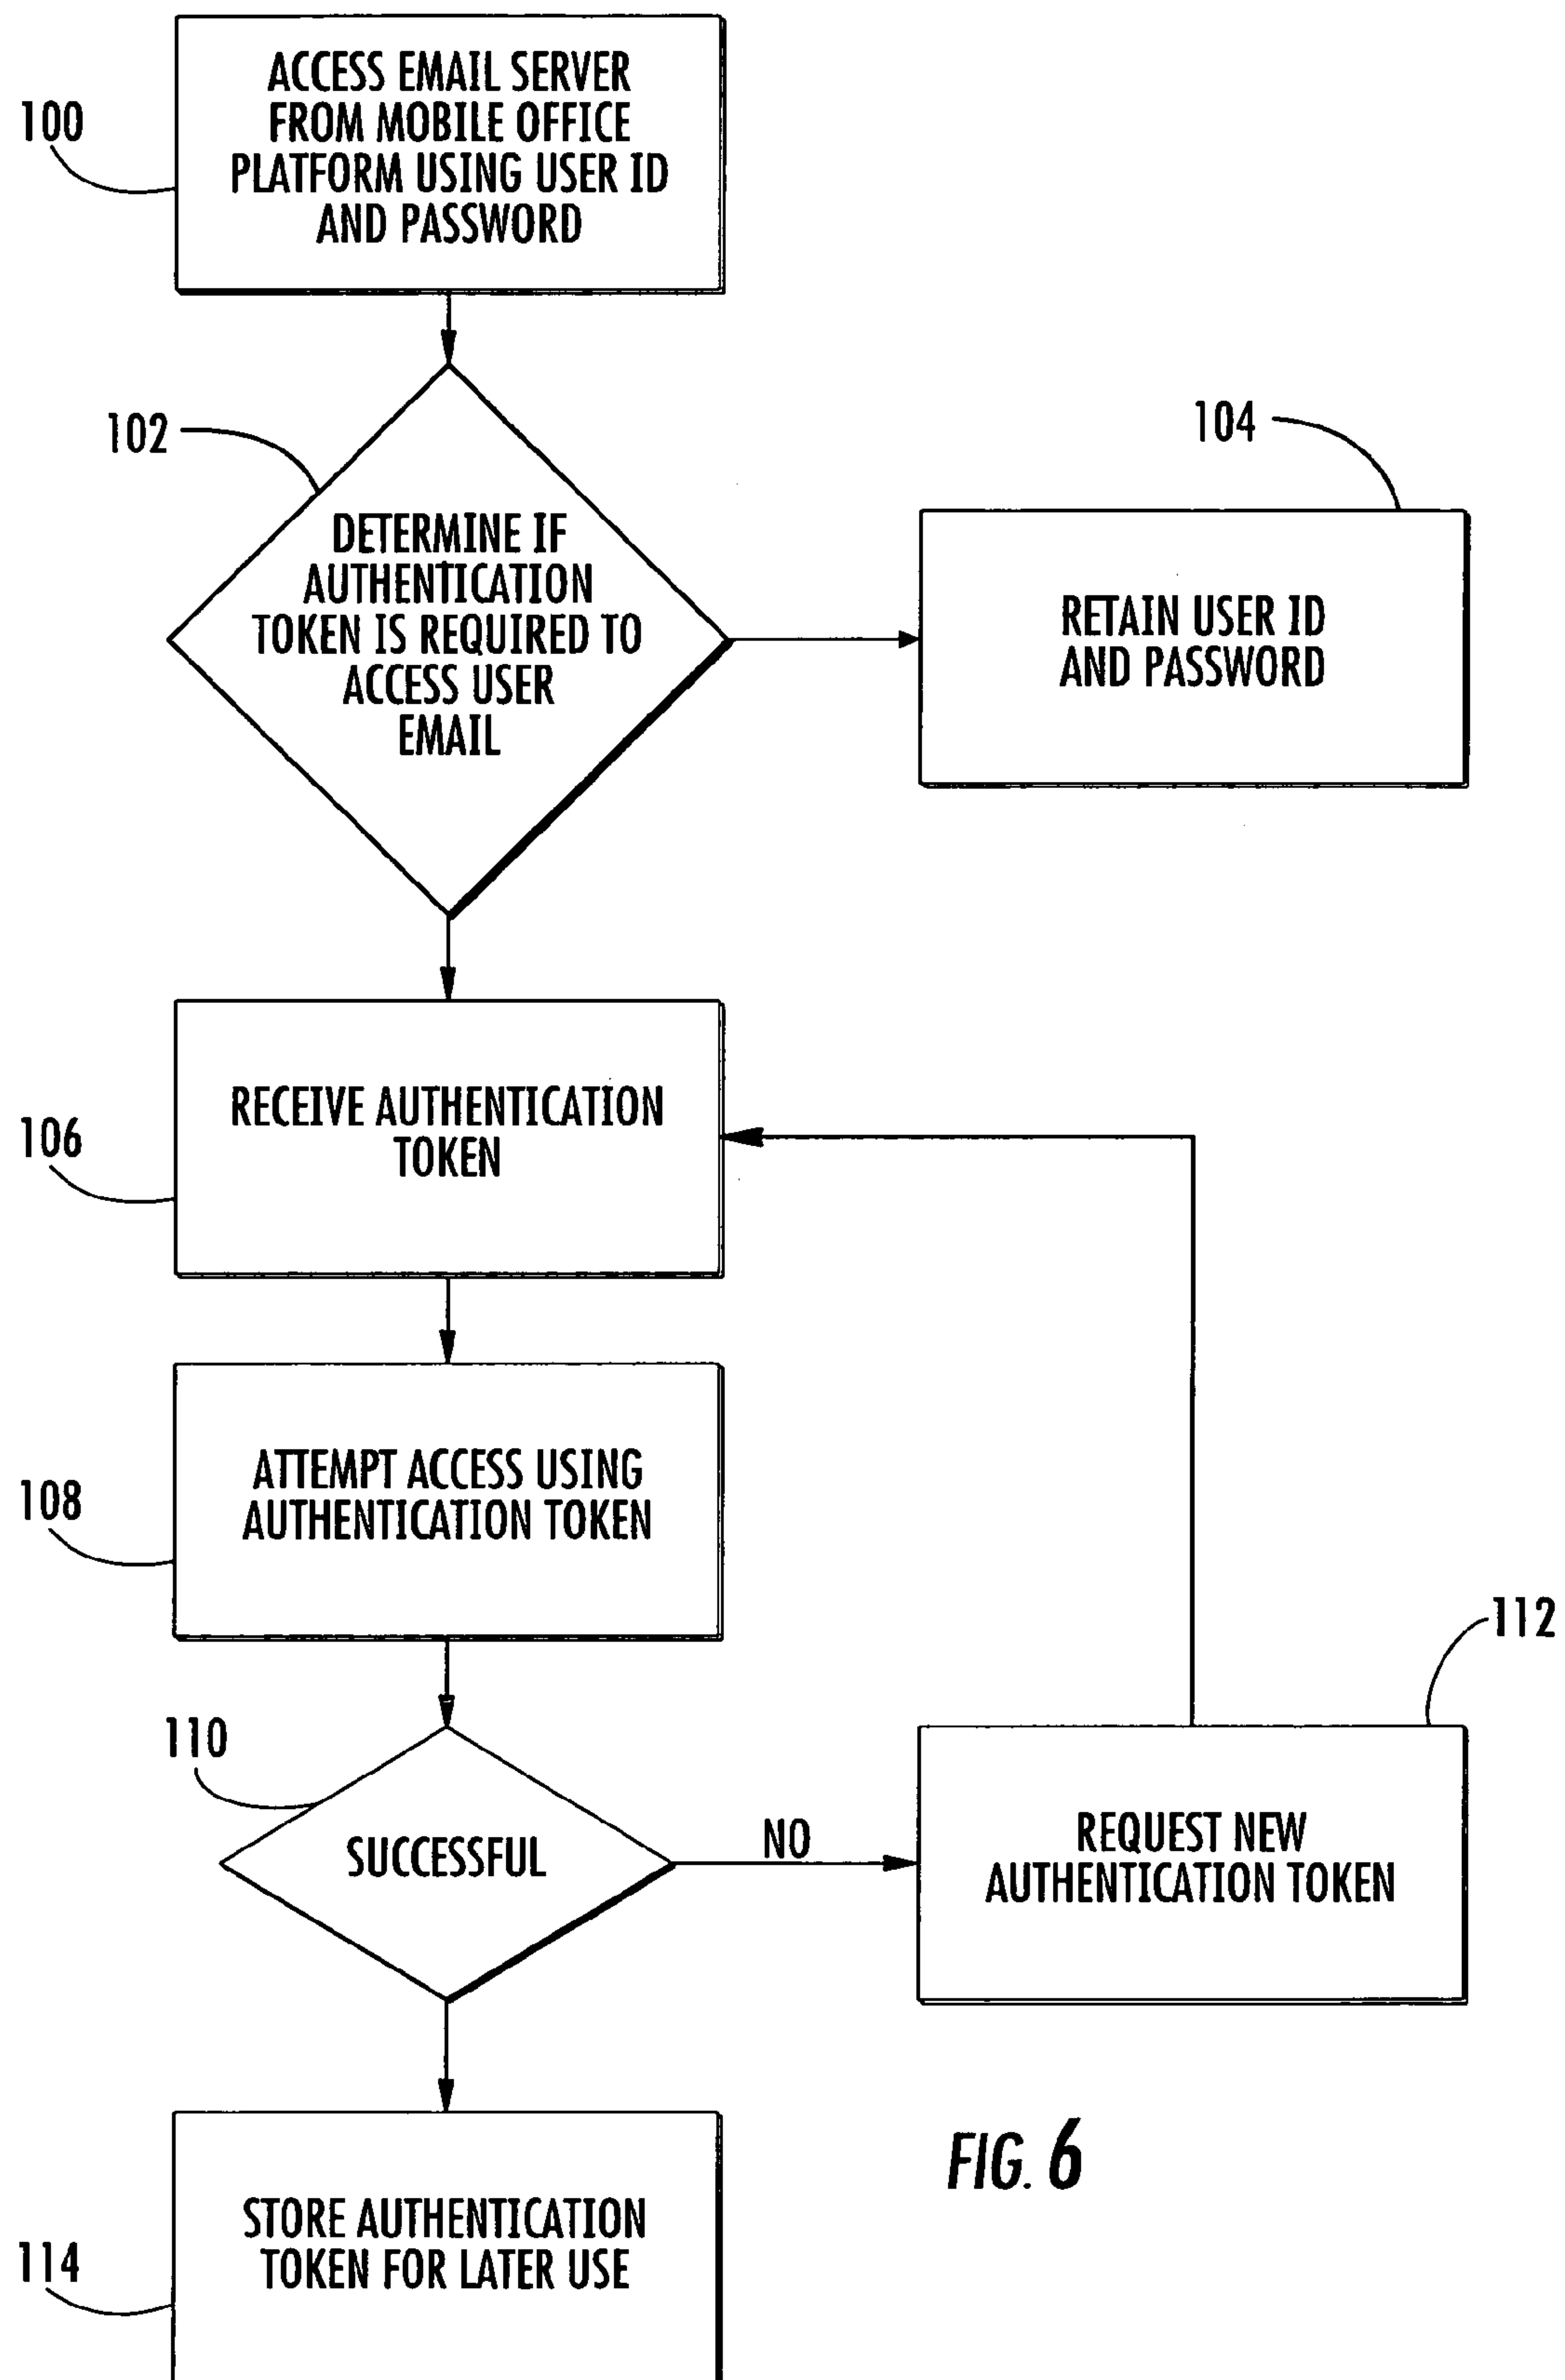 100
ACCESS EMAIL SERVER
FROM MOBILE OFFICE
PLATFORM USING USER ID
AND PASSWORD
102
DETERMINE IF
AUTHENTICATION
TOKEN IS REQUIRED TO
ACCESS USER
EMAIL
104
RETAIN USER ID
AND PASSWORD
106
RECEIVE AUTHENTICATION
TOKEN
108
ATTEMPT ACCESS USING
AUTHENTICATION TOKEN
110
SUCCESSFUL
NO
112
REQUEST NEW
AUTHENTICATION TOKEN
114
STORE AUTHENTICATION
TOKEN FOR LATER USE
FIG. 6